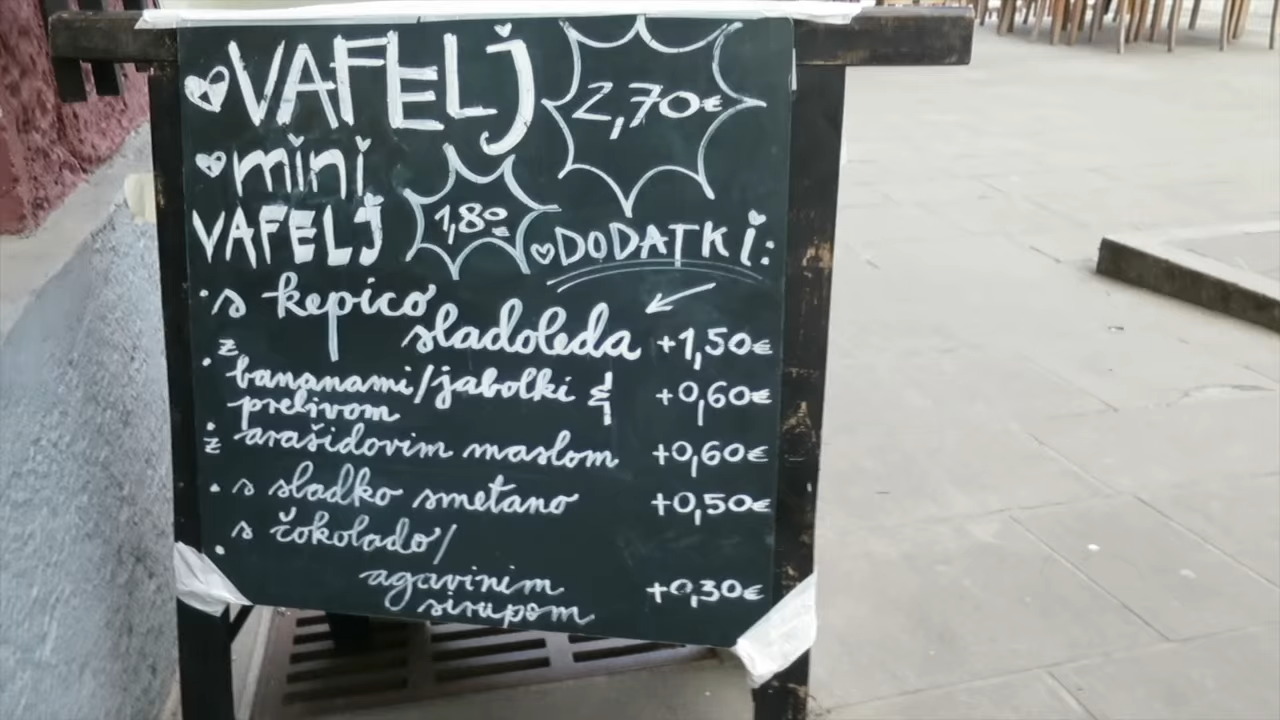 VAFELJ 2,70€
mini
VAFELJ 1,80€
DODATKI:
• s kepico
sladoleda +1,50€
• z bananami/jabolki &
prelivom +0,60€
• z arašidovim maslom +0,60€
• s sladko smetano +0,50€
• s čokolado/
agavinim
sirupom +0,30€